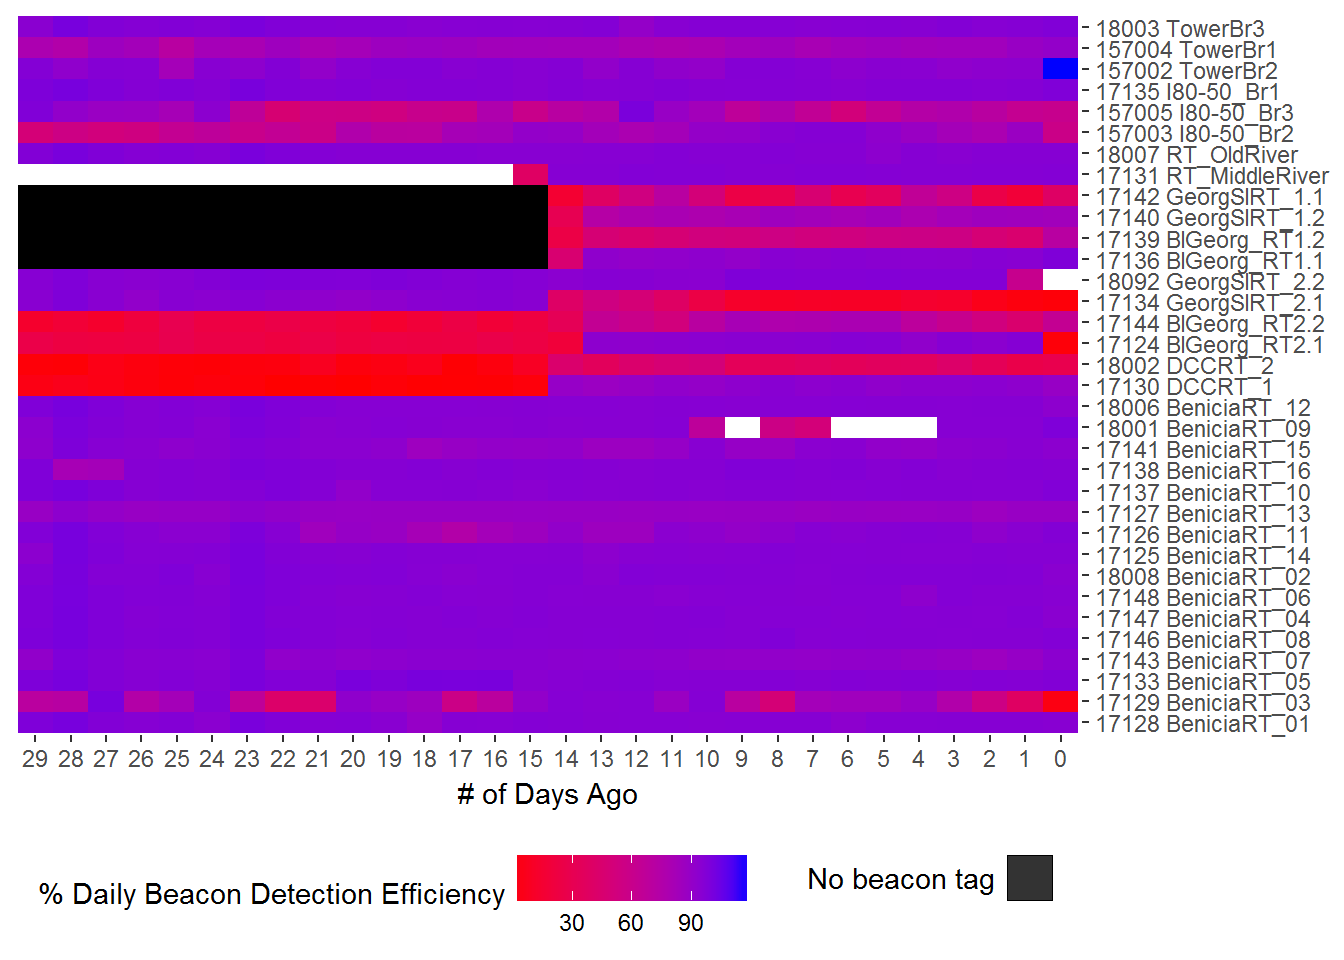 18003 TowerBr3
157004 TowerBr1
157002 TowerBr2
17135 I80-50_Br1
157005 I80-50_Br3
157003 I80-50_Br2
18007 RT_OldRiver
17131 RT_MiddleRiver
17142 GeorgSlRT_1.1
17140 GeorgSlRT_1.2
17139 BlGeorg_RT1.2
17136 BlGeorg_RT1.1
18092 GeorgSlRT_2.2
17134 GeorgSlRT_2.1
17144 BlGeorg_RT2.2
17124 BlGeorg_RT2.1
18002 DCCRT_2
17130 DCCRT_1
18006 BeniciaRT_12
18001 BeniciaRT_09
17141 BeniciaRT_15
17138 BeniciaRT_16
17137 BeniciaRT_10
17127 BeniciaRT_13
17126 BeniciaRT_11
17125 BeniciaRT_14
18008 BeniciaRT_02
17148 BeniciaRT_06
17147 BeniciaRT_04
17146 BeniciaRT_08
17143 BeniciaRT_07
17133 BeniciaRT_05
17129 BeniciaRT_03
17128 BeniciaRT_01
29 28 27 26 25 24 23 22 21 20 19 18 17 16 15 14 13 12 11 10 9 8 7 6 5 4 3 2 1 0
# of Days Ago
% Daily Beacon Detection Efficiency
30 60 90
No beacon tag